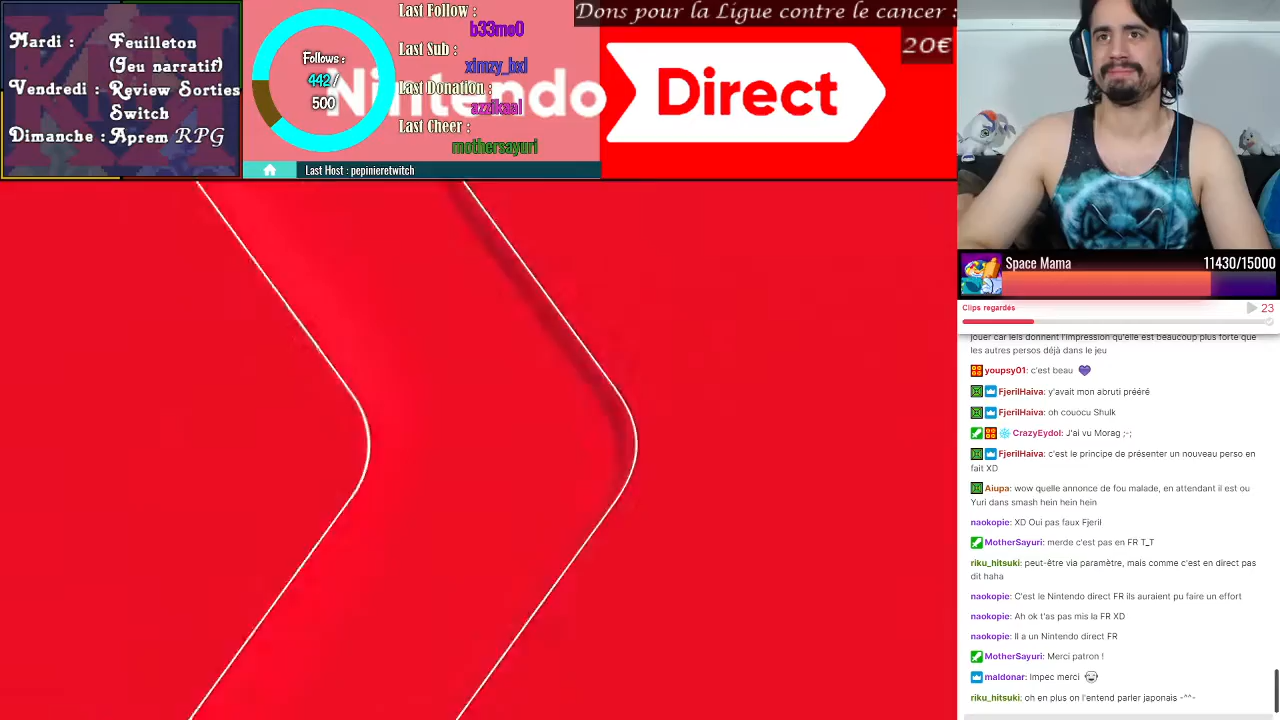 Mardi : Feuilleton
(Jeu narratif)
Vendredi : Review Sorties
Switch
Dimanche : Aprem RPG
Follows :
442 /
500
Last Follow :
b33mo0
Last Sub :
ximzy_bxl
Last Donation :
azzikaal
Last Cheer :
mothersayuri
Last Host : pepinieretwitch
Nintendo Direct
Dons pour la Ligue contre le cancer :
20€
Space Mama 11430/15000
Clips regardés 23
jouer car iels donnent l'impression qu'elle est beaucoup plus forte que
les autres persos déjà dans le jeu
youpsy01: c'est beau
FjerilHaiva: y'avait mon abruti prééré
FjerilHaiva: oh couocu Shulk
CrazyEydol: J'ai vu Morag ;-;
FjerilHaiva: c'est le principe de présenter un nouveau perso en
fait XD
Aiupa: wow quelle annonce de fou malade, en attendant il est ou
Yuri dans smash hein hein hein
naokopie: XD Oui pas faux Fjeril
MotherSayuri: merde c'est pas en FR T_T
riku_hitsuki: peut-être via paramètre, mais comme c'est en direct pas
dit haha
naokopie: C'est le Nintendo direct FR ils auraient pu faire un effort
naokopie: Ah ok t'as pas mis la FR XD
naokopie: Il a un Nintendo direct FR
MotherSayuri: Merci patron !
maldonar: Impec merci
riku_hitsuki: oh en plus on l'entend parler japonais -^^-